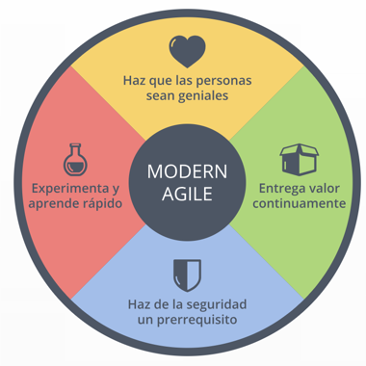 Haz que las personas
sean geniales
Experimenta y
aprende rápido
MODERN
AGILE
Entrega valor
continuamente
Haz de la seguridad
un prerrequisito